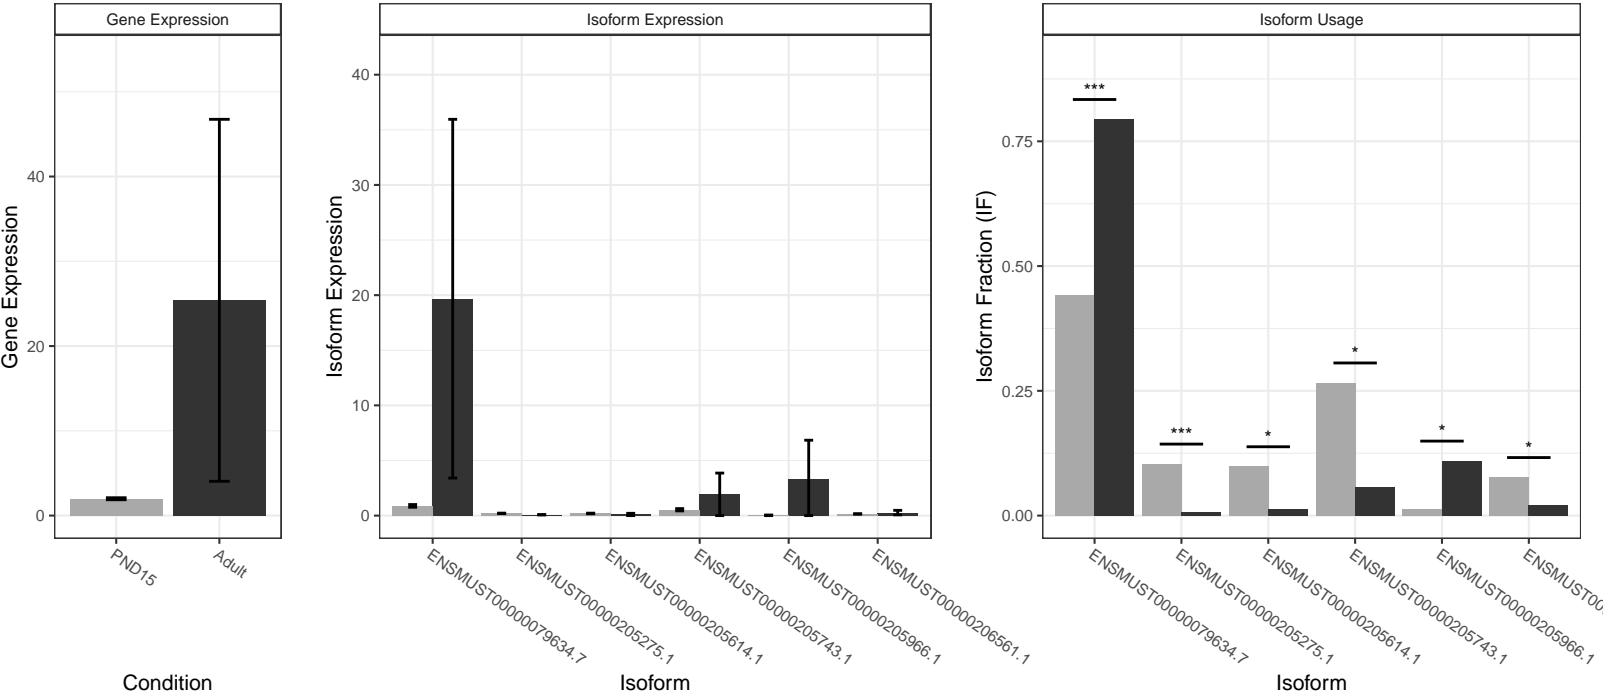 Gene Expression
Isoform Expression
Isoform Usage
Gene Expression
40
20
0
PND15
Adult
Condition
Isoform Expression
40
30
20
10
0
ENSMUST00000079634.7
ENSMUST00000205275.1
ENSMUST00000205614.1
ENSMUST00000205743.1
ENSMUST00000205966.1
ENSMUST00000206561.1
Isoform
Isoform Fraction (IF)
0.75
0.50
0.25
0.00
***
***
*
*
*
*
ENSMUST00000079634.7
ENSMUST00000205275.1
ENSMUST00000205614.1
ENSMUST00000205743.1
ENSMUST00000205966.1
Isoform